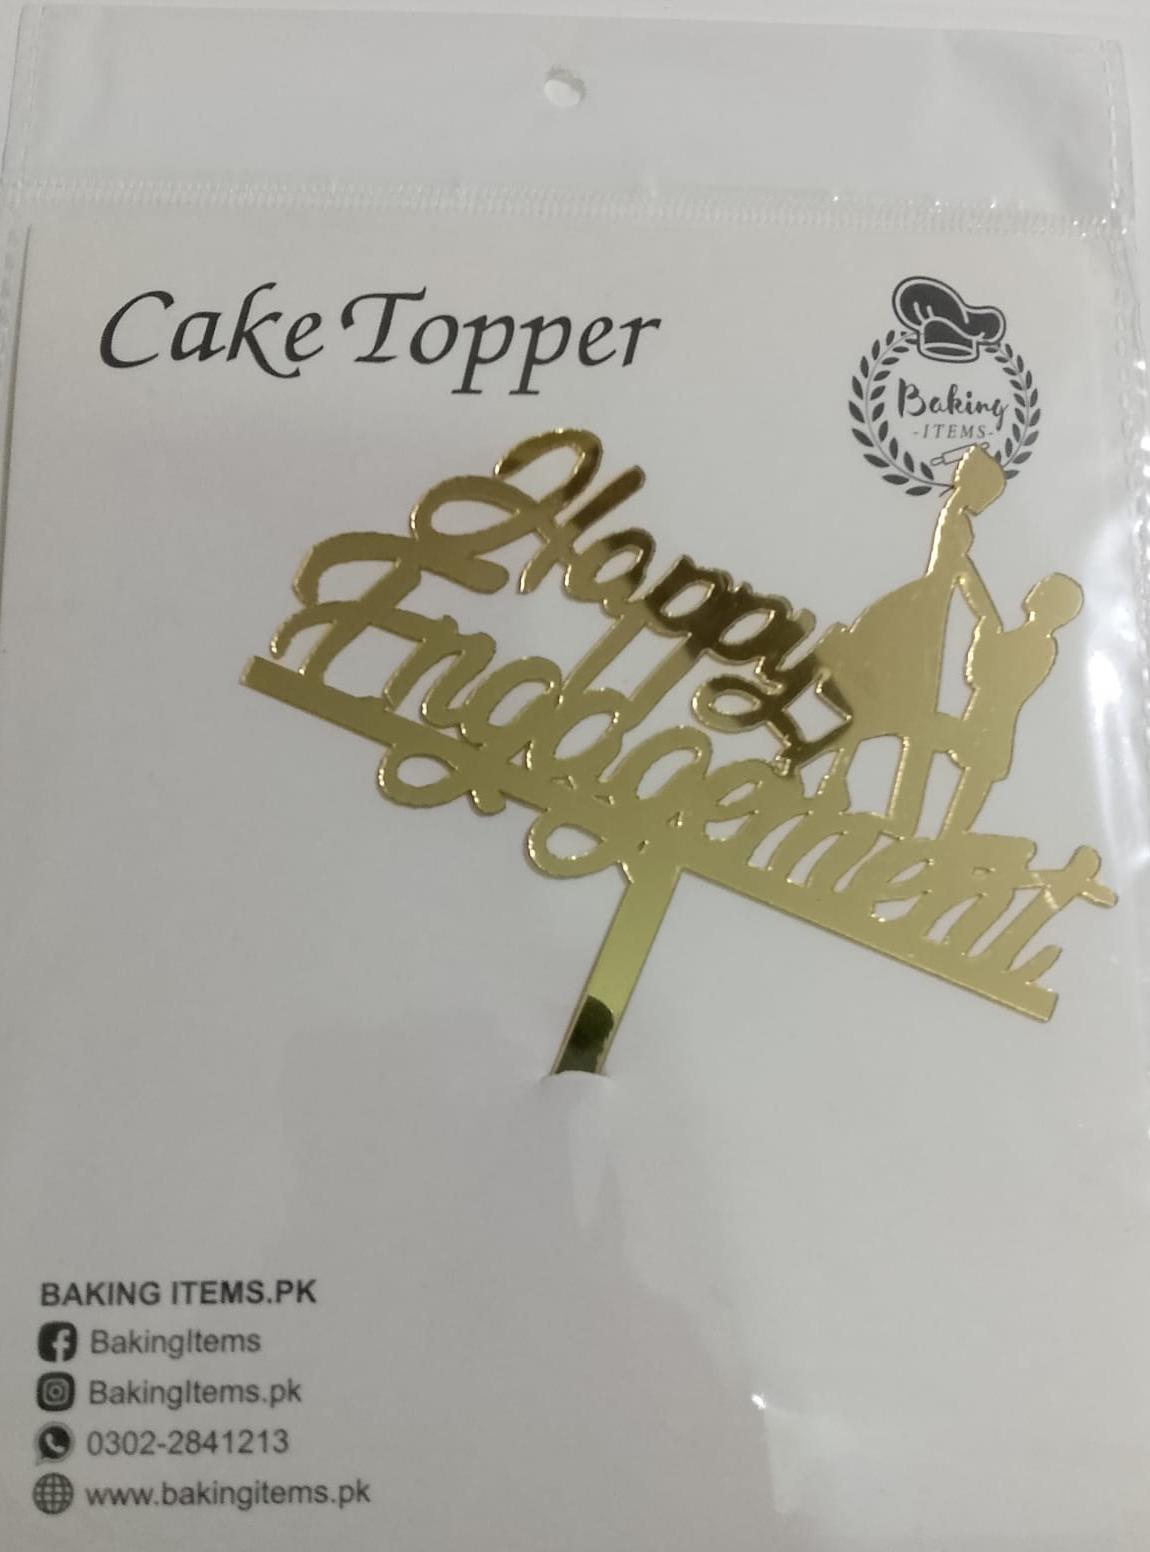 Cake Topper
Baking
-ITEMS-
Happy
Engagement
BAKING ITEMS.PK
BakingItems
BakingItems.pk
0302-2841213
www.bakingitems.pk